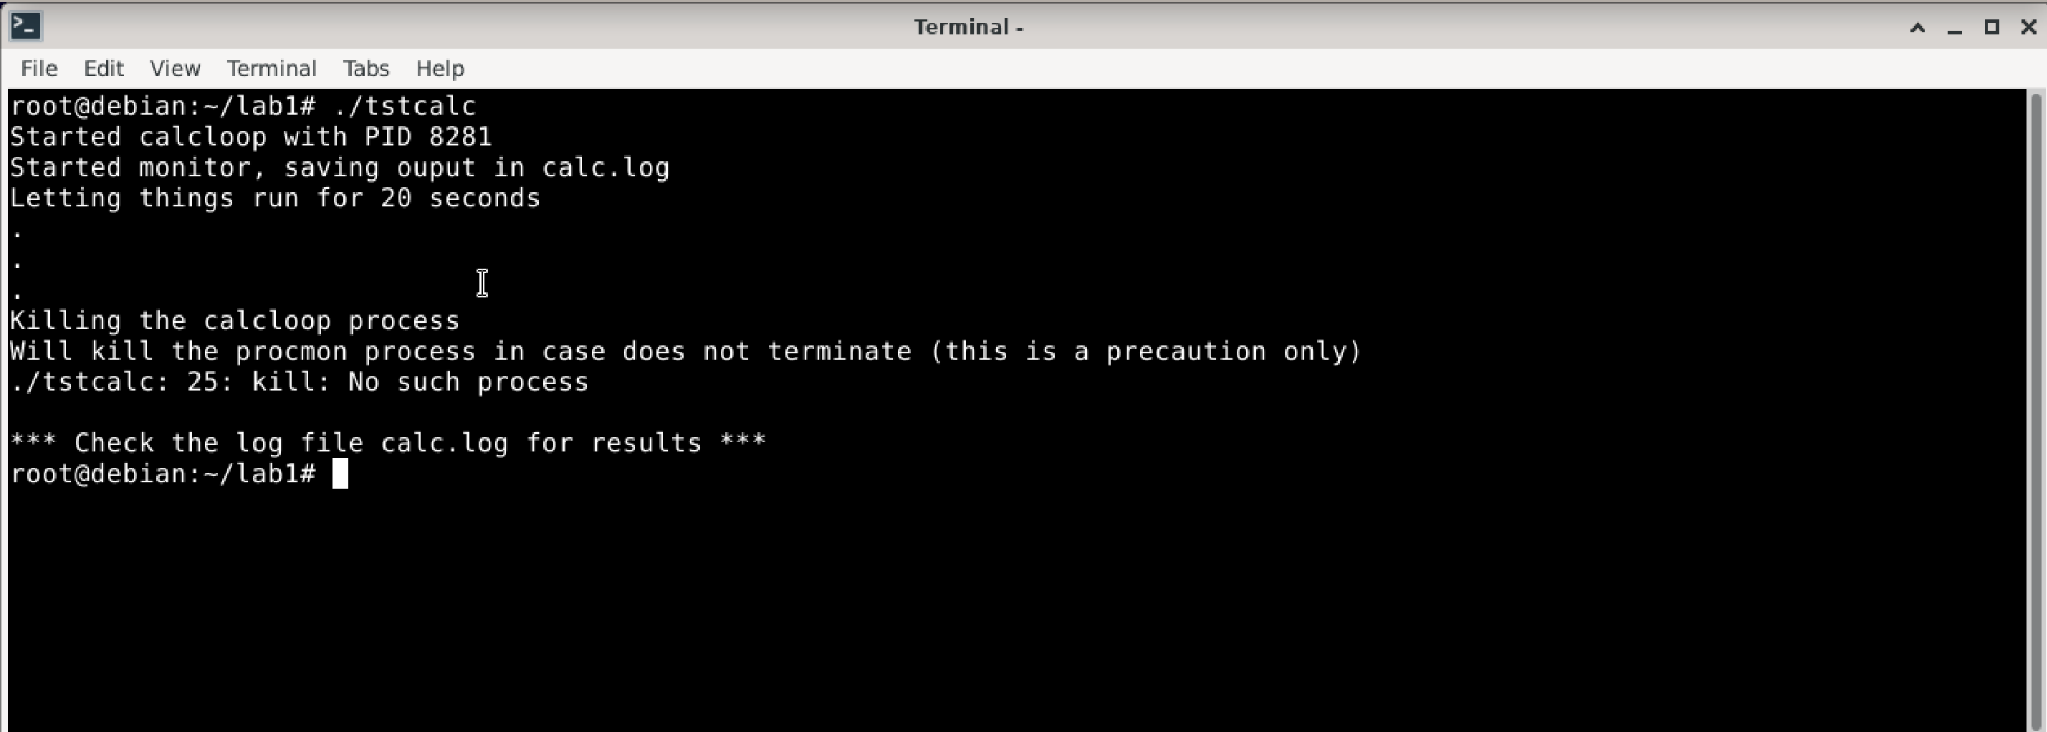 Terminal -
File Edit View Terminal Tabs Help
root@debian:~/lab1# ./tstcalc
Started calcloop with PID 8281
Started monitor, saving ouput in calc.log
Letting things run for 20 seconds
.
.
.
Killing the calcloop process
Will kill the procmon process in case does not terminate (this is a precaution only)
./tstcalc: 25: kill: No such process
*** Check the log file calc.log for results ***
root@debian:~/lab1#